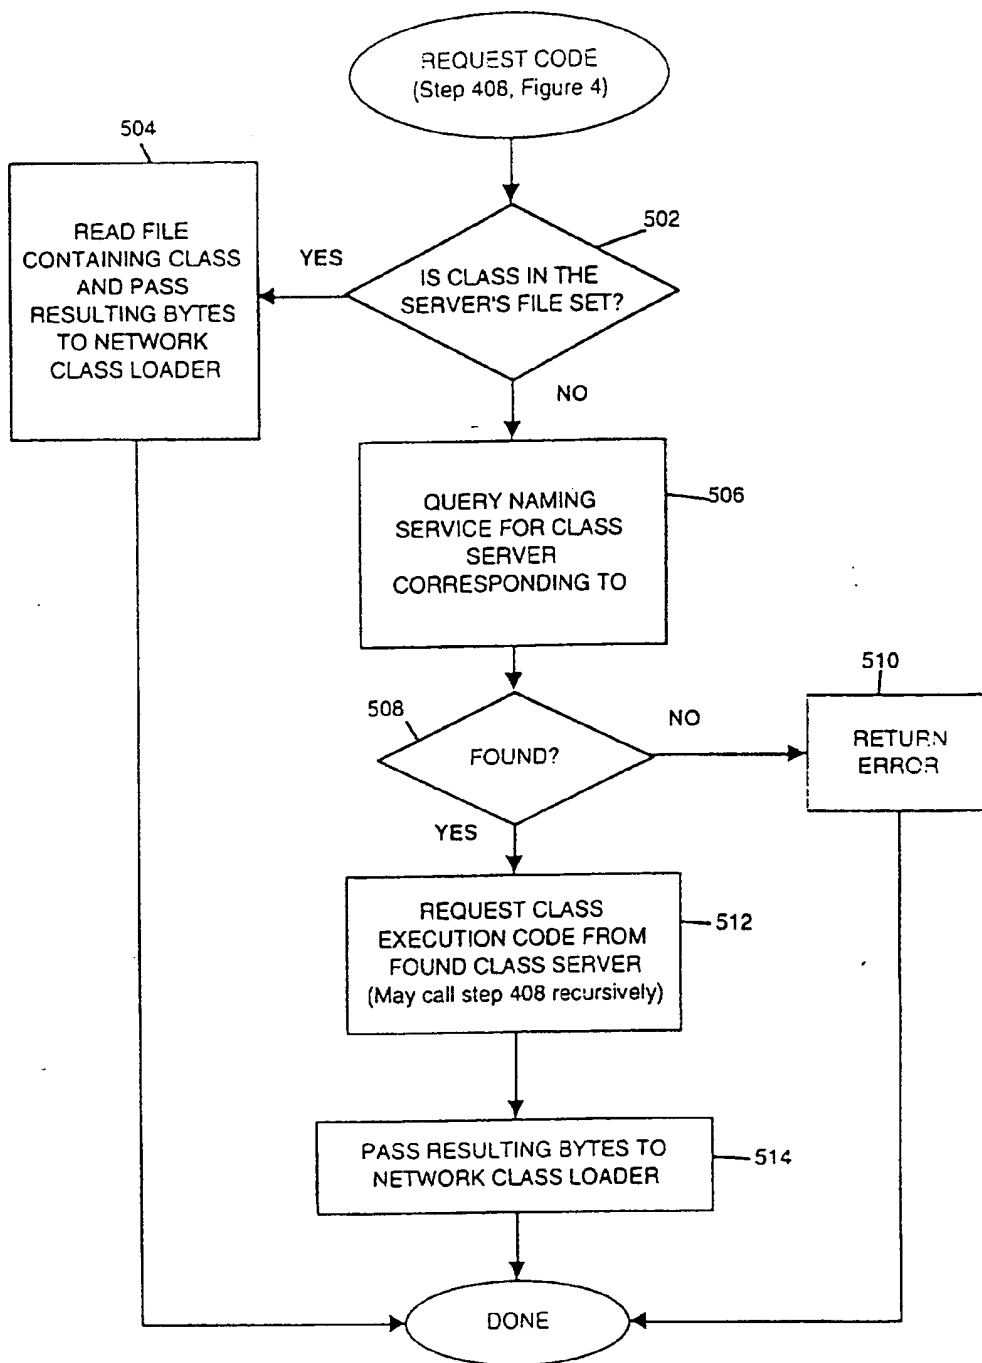 REQUEST CODE
(Step 408, Figure 4)
504
READ FILE
CONTAINING CLASS
AND PASS
RESULTING BYTES
TO NETWORK
CLASS LOADER
YES
502
IS CLASS IN THE
SERVER'S FILE SET?
NO
506
QUERY NAMING
SERVICE FOR CLASS
SERVER
CORRESPONDING TO
508
FOUND?
NO
510
RETURN
ERROR
YES
REQUEST CLASS
EXECUTION CODE FROM
FOUND CLASS SERVER
(May call step 408 recursively)
512
PASS RESULTING BYTES TO
NETWORK CLASS LOADER
514
DONE